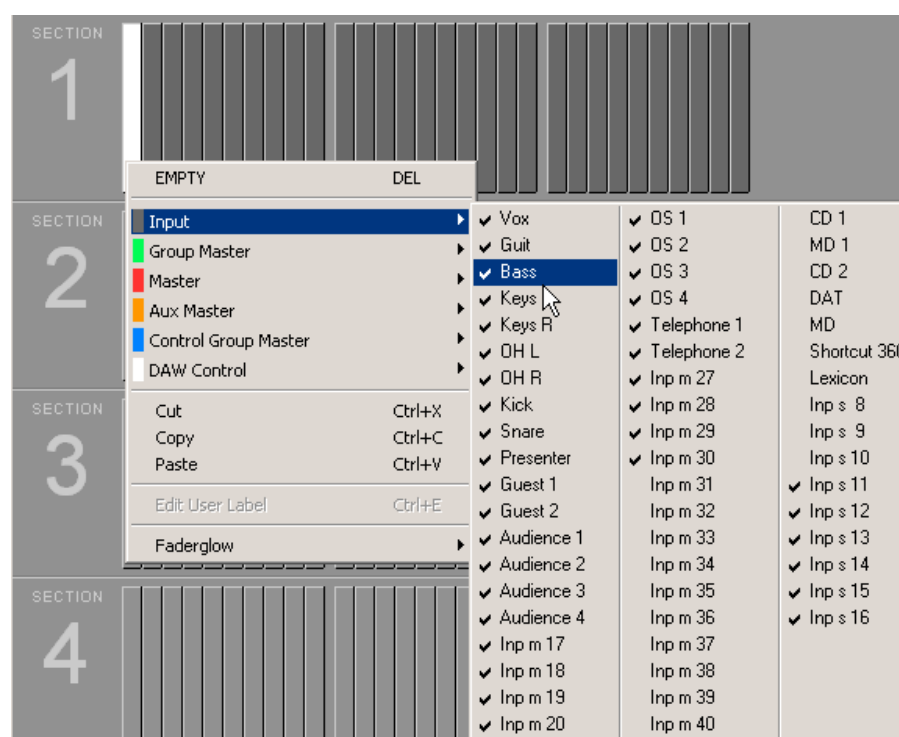 SECTION
1
EMPTY DEL
Input
Group Master
Master
Aux Master
Control Group Master
DAW Control
Cut Ctrl+X
Copy Ctrl+C
Paste Ctrl+V
Edit User Label Ctrl+E
Faderglow
SECTION
2
SECTION
3
SECTION
4
Vox
Guit
Bass
Keys
Keys R
OH L
OH R
Kick
Snare
Presenter
Guest 1
Guest 2
Audience 1
Audience 2
Audience 3
Audience 4
Inp m 17
Inp m 18
Inp m 19
Inp m 20
OS 1
OS 2
OS 3
OS 4
Telephone 1
Telephone 2
Inp m 27
Inp m 28
Inp m 29
Inp m 30
Inp m 31
Inp m 32
Inp m 33
Inp m 34
Inp m 35
Inp m 36
Inp m 37
Inp m 38
Inp m 39
Inp m 40
CD 1
MD 1
CD 2
DAT
MD
Shortcut 360
Lexicon
Inp s 8
Inp s 9
Inp s 10
Inp s 11
Inp s 12
Inp s 13
Inp s 14
Inp s 15
Inp s 16